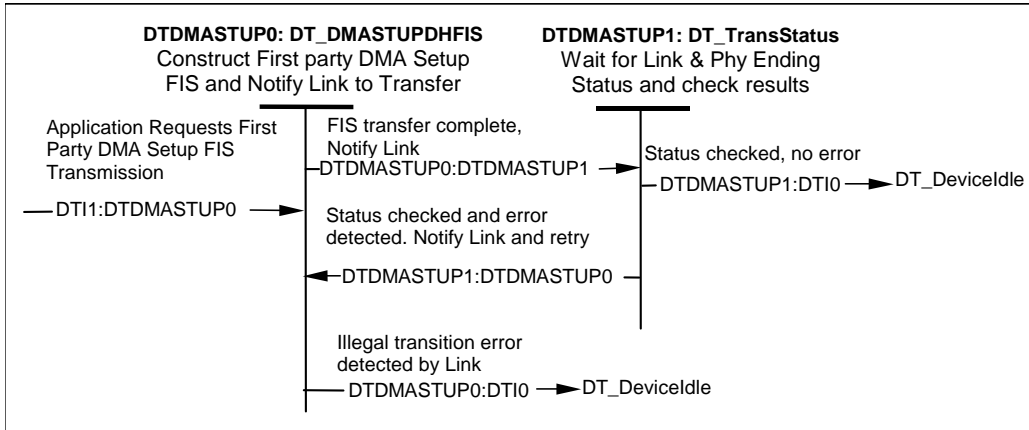 DTDMASTUP0: DT_DMASTUPDHFIS
Construct First party DMA Setup
FIS and Notify Link to Transfer
DTDMASTUP1: DT_TransStatus
Wait for Link & Phy Ending
Status and check results
Application Requests First
Party DMA Setup FIS
Transmission
DTI1:DTDMASTUP0
FIS transfer complete,
Notify Link
DTDMASTUP0:DTDMASTUP1
Status checked, no error
DTDMASTUP1:DTI0
DT_DeviceIdle
Status checked and error
detected. Notify Link and retry
DTDMASTUP1:DTDMASTUP0
Illegal transition error
detected by Link
DTDMASTUP0:DTI0
DT_DeviceIdle